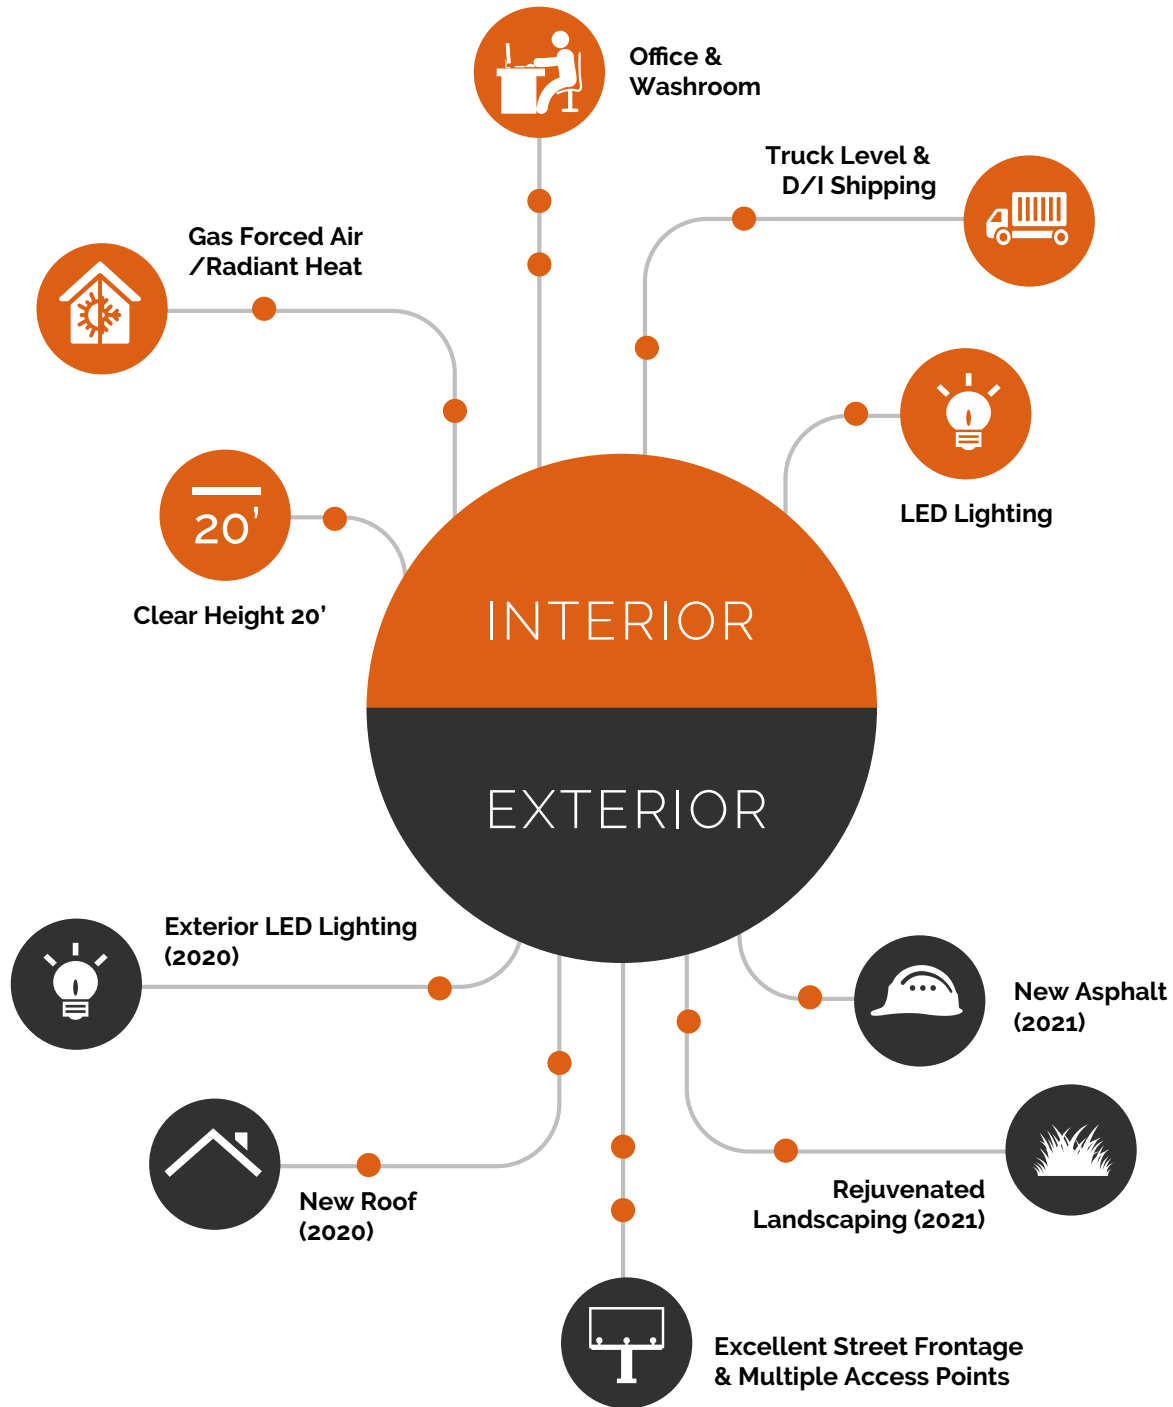 Office &
Washroom
Truck Level &
D/I Shipping
Gas Forced Air
/Radiant Heat
LED Lighting
20’
Clear Height 20’
INTERIOR
EXTERIOR
Exterior LED Lighting
(2020)
New Asphalt
(2021)
New Roof
(2020)
Rejuvenated
Landscaping (2021)
Excellent Street Frontage
& Multiple Access Points